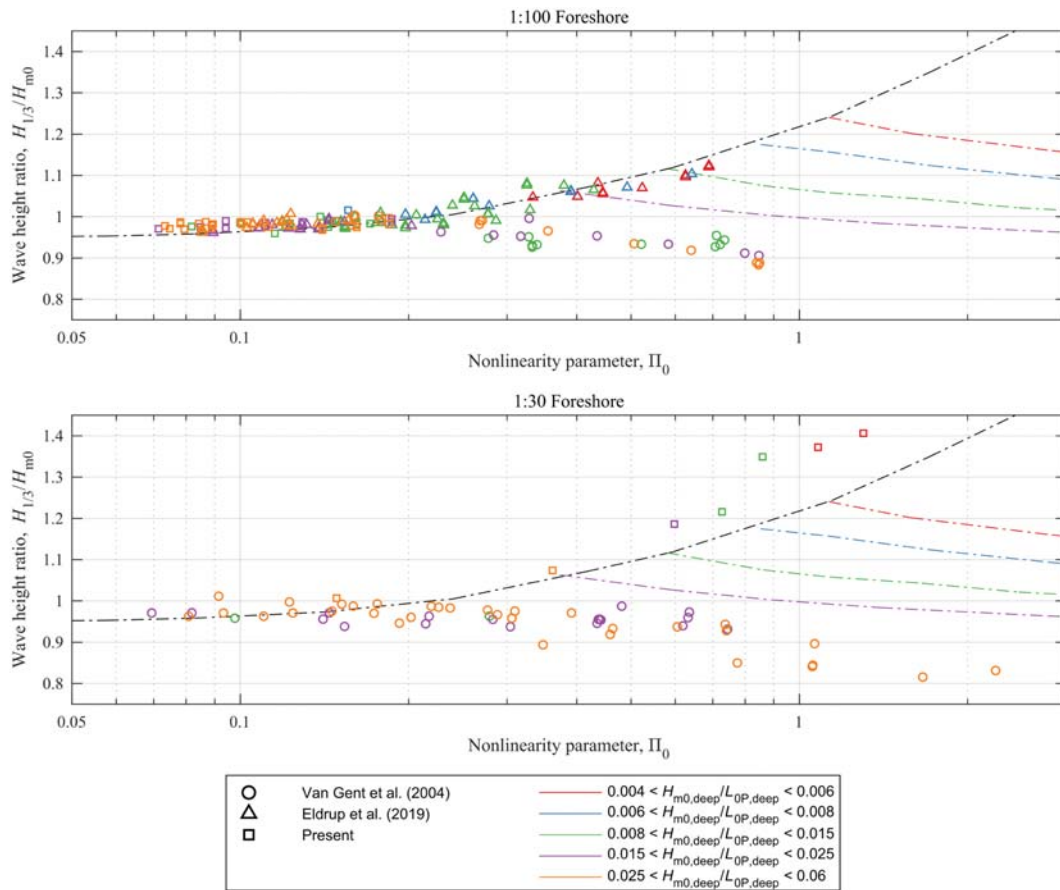 1:100 Foreshore
1.4
1.3
1.2
1.1
1
0.9
0.8
Wave height ratio, H1/3/Hm0
0.05
0.1
1
Nonlinearity parameter, Π0
1:30 Foreshore
1.4
1.3
1.2
1.1
1
0.9
0.8
Wave height ratio, H1/3/Hm0
0.05
0.1
1
Nonlinearity parameter, Π0
Van Gent et al. (2004)
Eldrup et al. (2019)
Present
0.004 < Hm0,deep/L0P,deep < 0.006
0.006 < Hm0,deep/L0P,deep < 0.008
0.008 < Hm0,deep/L0P,deep < 0.015
0.015 < Hm0,deep/L0P,deep < 0.025
0.025 < Hm0,deep/L0P,deep < 0.06